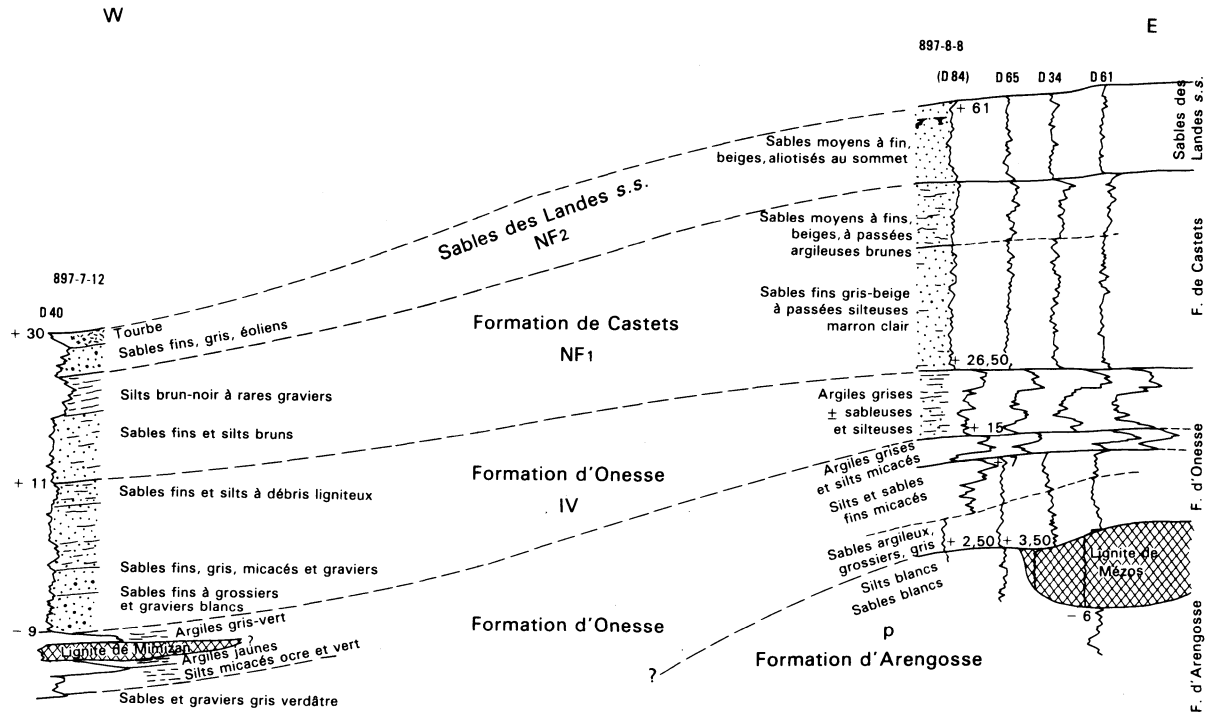 W
E
897-8-8
(D 84) D 65 D 34 D 61
+ 61
Sables des
Landes s.s.
Sables moyens à fin,
beiges, aliotisés au sommet
Sables des Landes s.s.
NF2
Sables moyens à fins,
beiges, à passées
argileuses brunes
F. de Castets
897-7-12
D 40
+ 30
Tourbe
Sables fins, gris, éoliens
Formation de Castets
NF1
Sables fins gris-beige
à passées silteuses
marron clair
+ 26,50
Silts brun-noir à rares graviers
Sables fins et silts bruns
Argiles grises
± sableuses
et silteuses
+ 15
+ 11
Sables fins et silts à débris ligniteux
Formation d'Onesse
IV
Argiles grises
et silts micacés
+ 7
Silts et sables
fins micacés
F. d'Onesse
Sables fins, gris, micacés et graviers
Sables fins à grossiers
et graviers blancs
Sables argileux,
grossiers, gris
+ 2,50 + 3,50
Lignite de
Mézos
Silts blancs
Sables blancs
- 6
- 9
Argiles gris-vert
Lignite de Mimizan
?
Argiles jaunes
Silts micacés ocre et vert
Sables et graviers gris verdâtre
Formation d'Onesse
p
Formation d'Arengosse
?
F. d'Arengosse